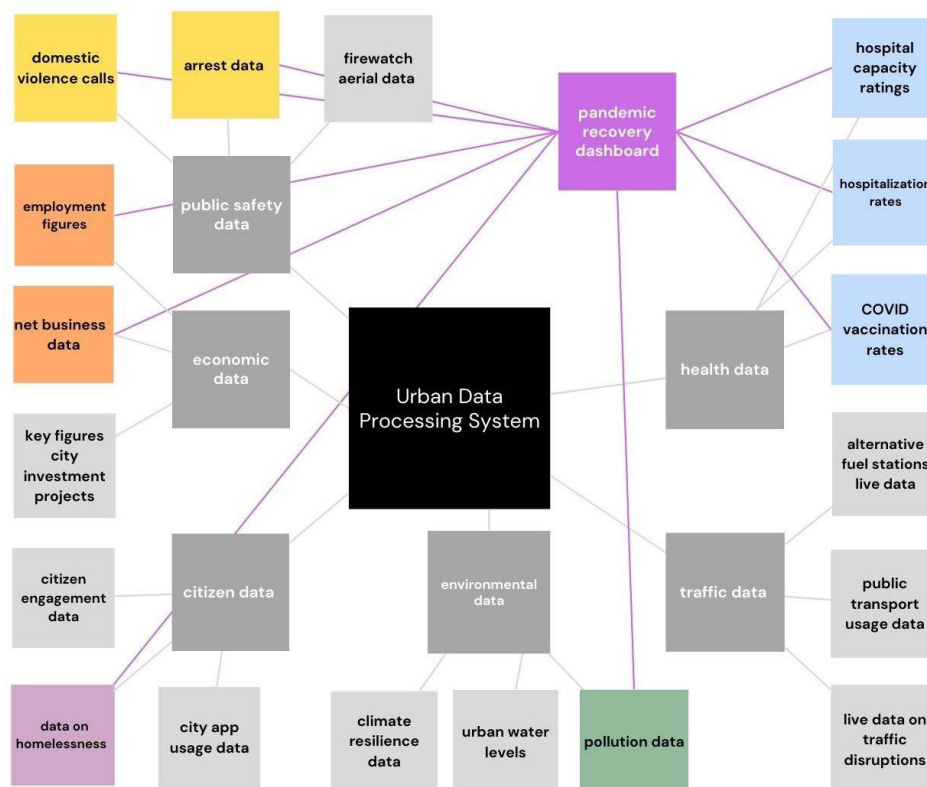 domestic
violence calls
arrest data
firewatch
aerial data
pandemic
recovery
dashboard
hospital
capacity
ratings
employment
figures
public safety
data
hospitalization
rates
net business
data
economic
data
Urban Data
Processing System
health data
COVID
vaccination
rates
key figures
city
investment
projects
alternative
fuel stations
live data
citizen
engagement
data
citizen data
environmental
data
traffic data
public
transport
usage data
data on
homelessness
city app
usage data
climate
resilience
data
urban water
levels
pollution data
live data on
traffic
disruptions